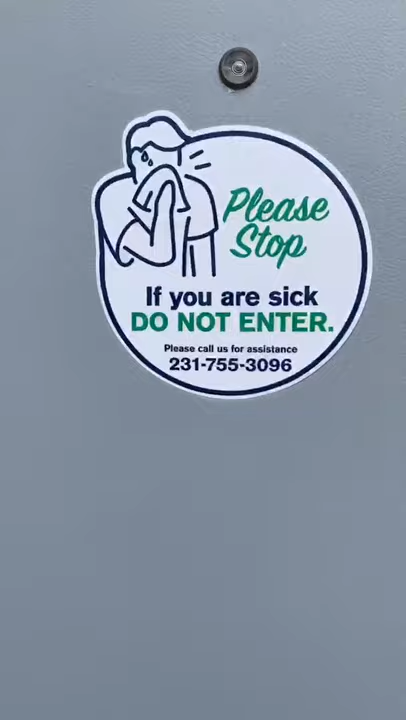 Please
Stop
If you are sick
DO NOT ENTER.
Please call us for assistance
231-755-3096